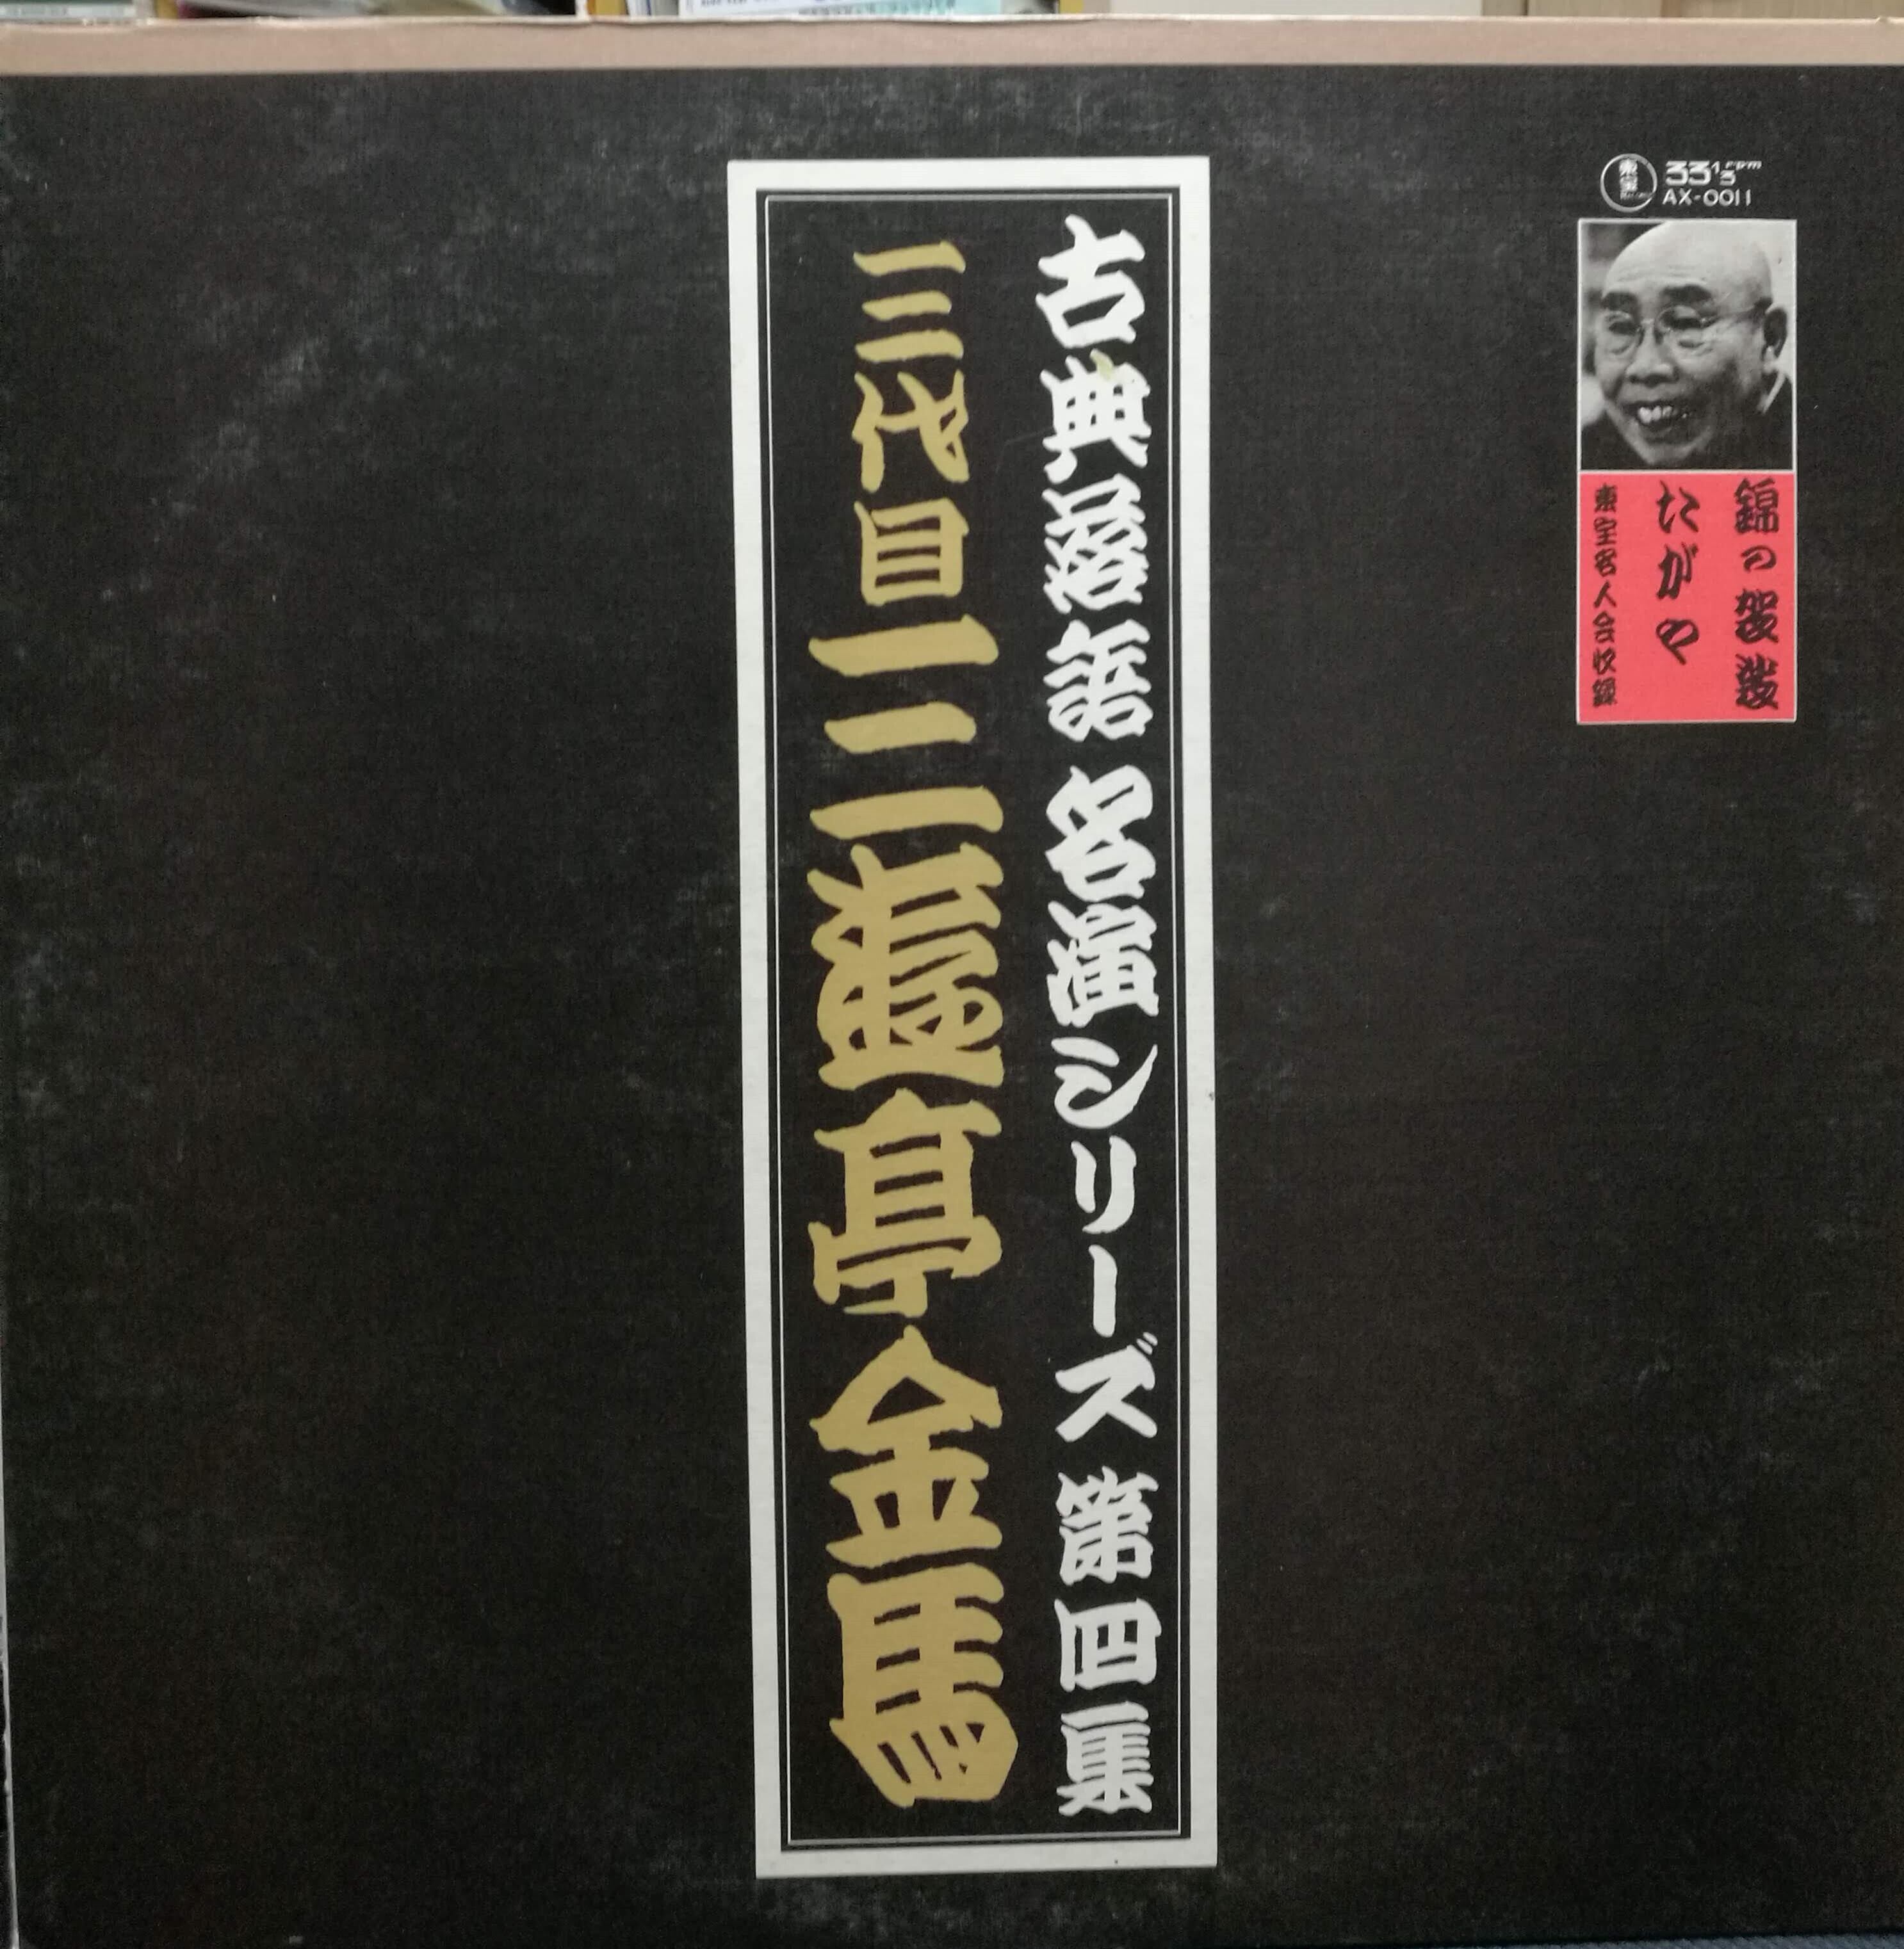 古典落語 名演シリーズ 第四集
三代目 三遊亭金馬
東宝
33 1/3 rpm
AX-0011
錦の袈裟
たがや
東宝名人会収録